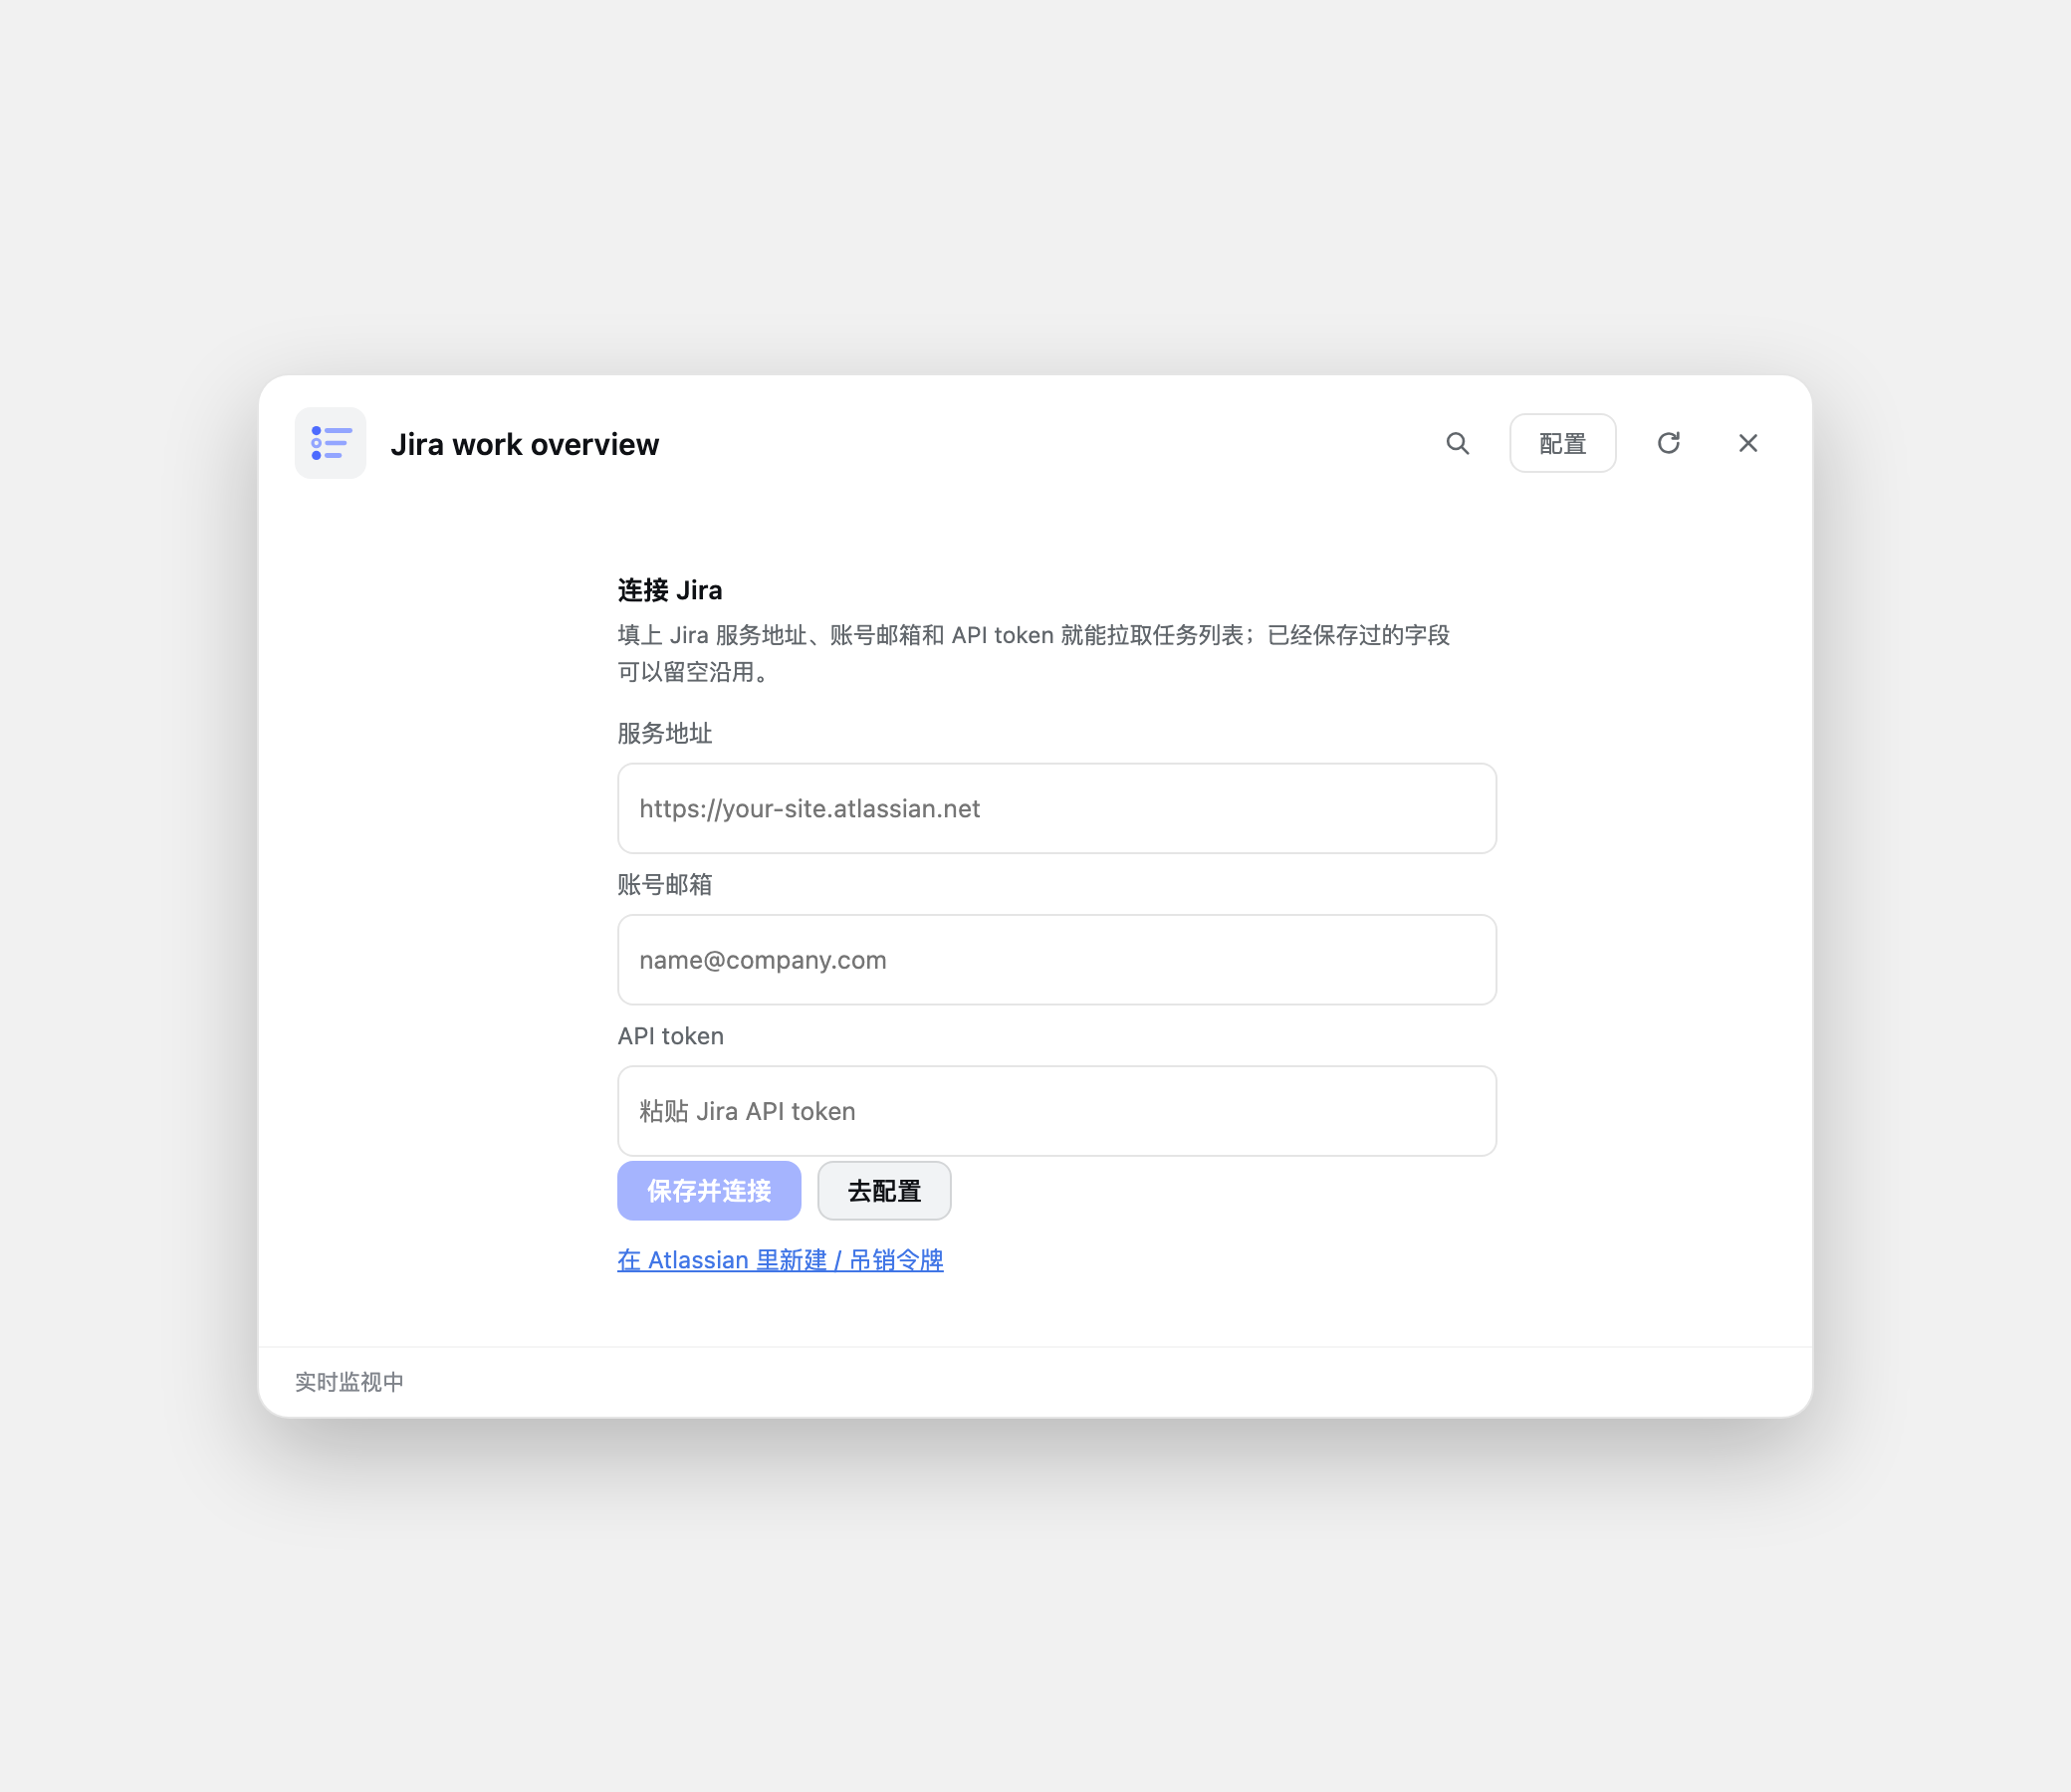 Jira work overview
配置
连接 Jira
填上 Jira 服务地址、账号邮箱和 API token 就能拉取任务列表；已经保存过的字段
可以留空沿用。
服务地址
https://your-site.atlassian.net
账号邮箱
name@company.com
API token
粘贴 Jira API token
保存并连接
去配置
在 Atlassian 里新建 / 吊销令牌
实时监视中